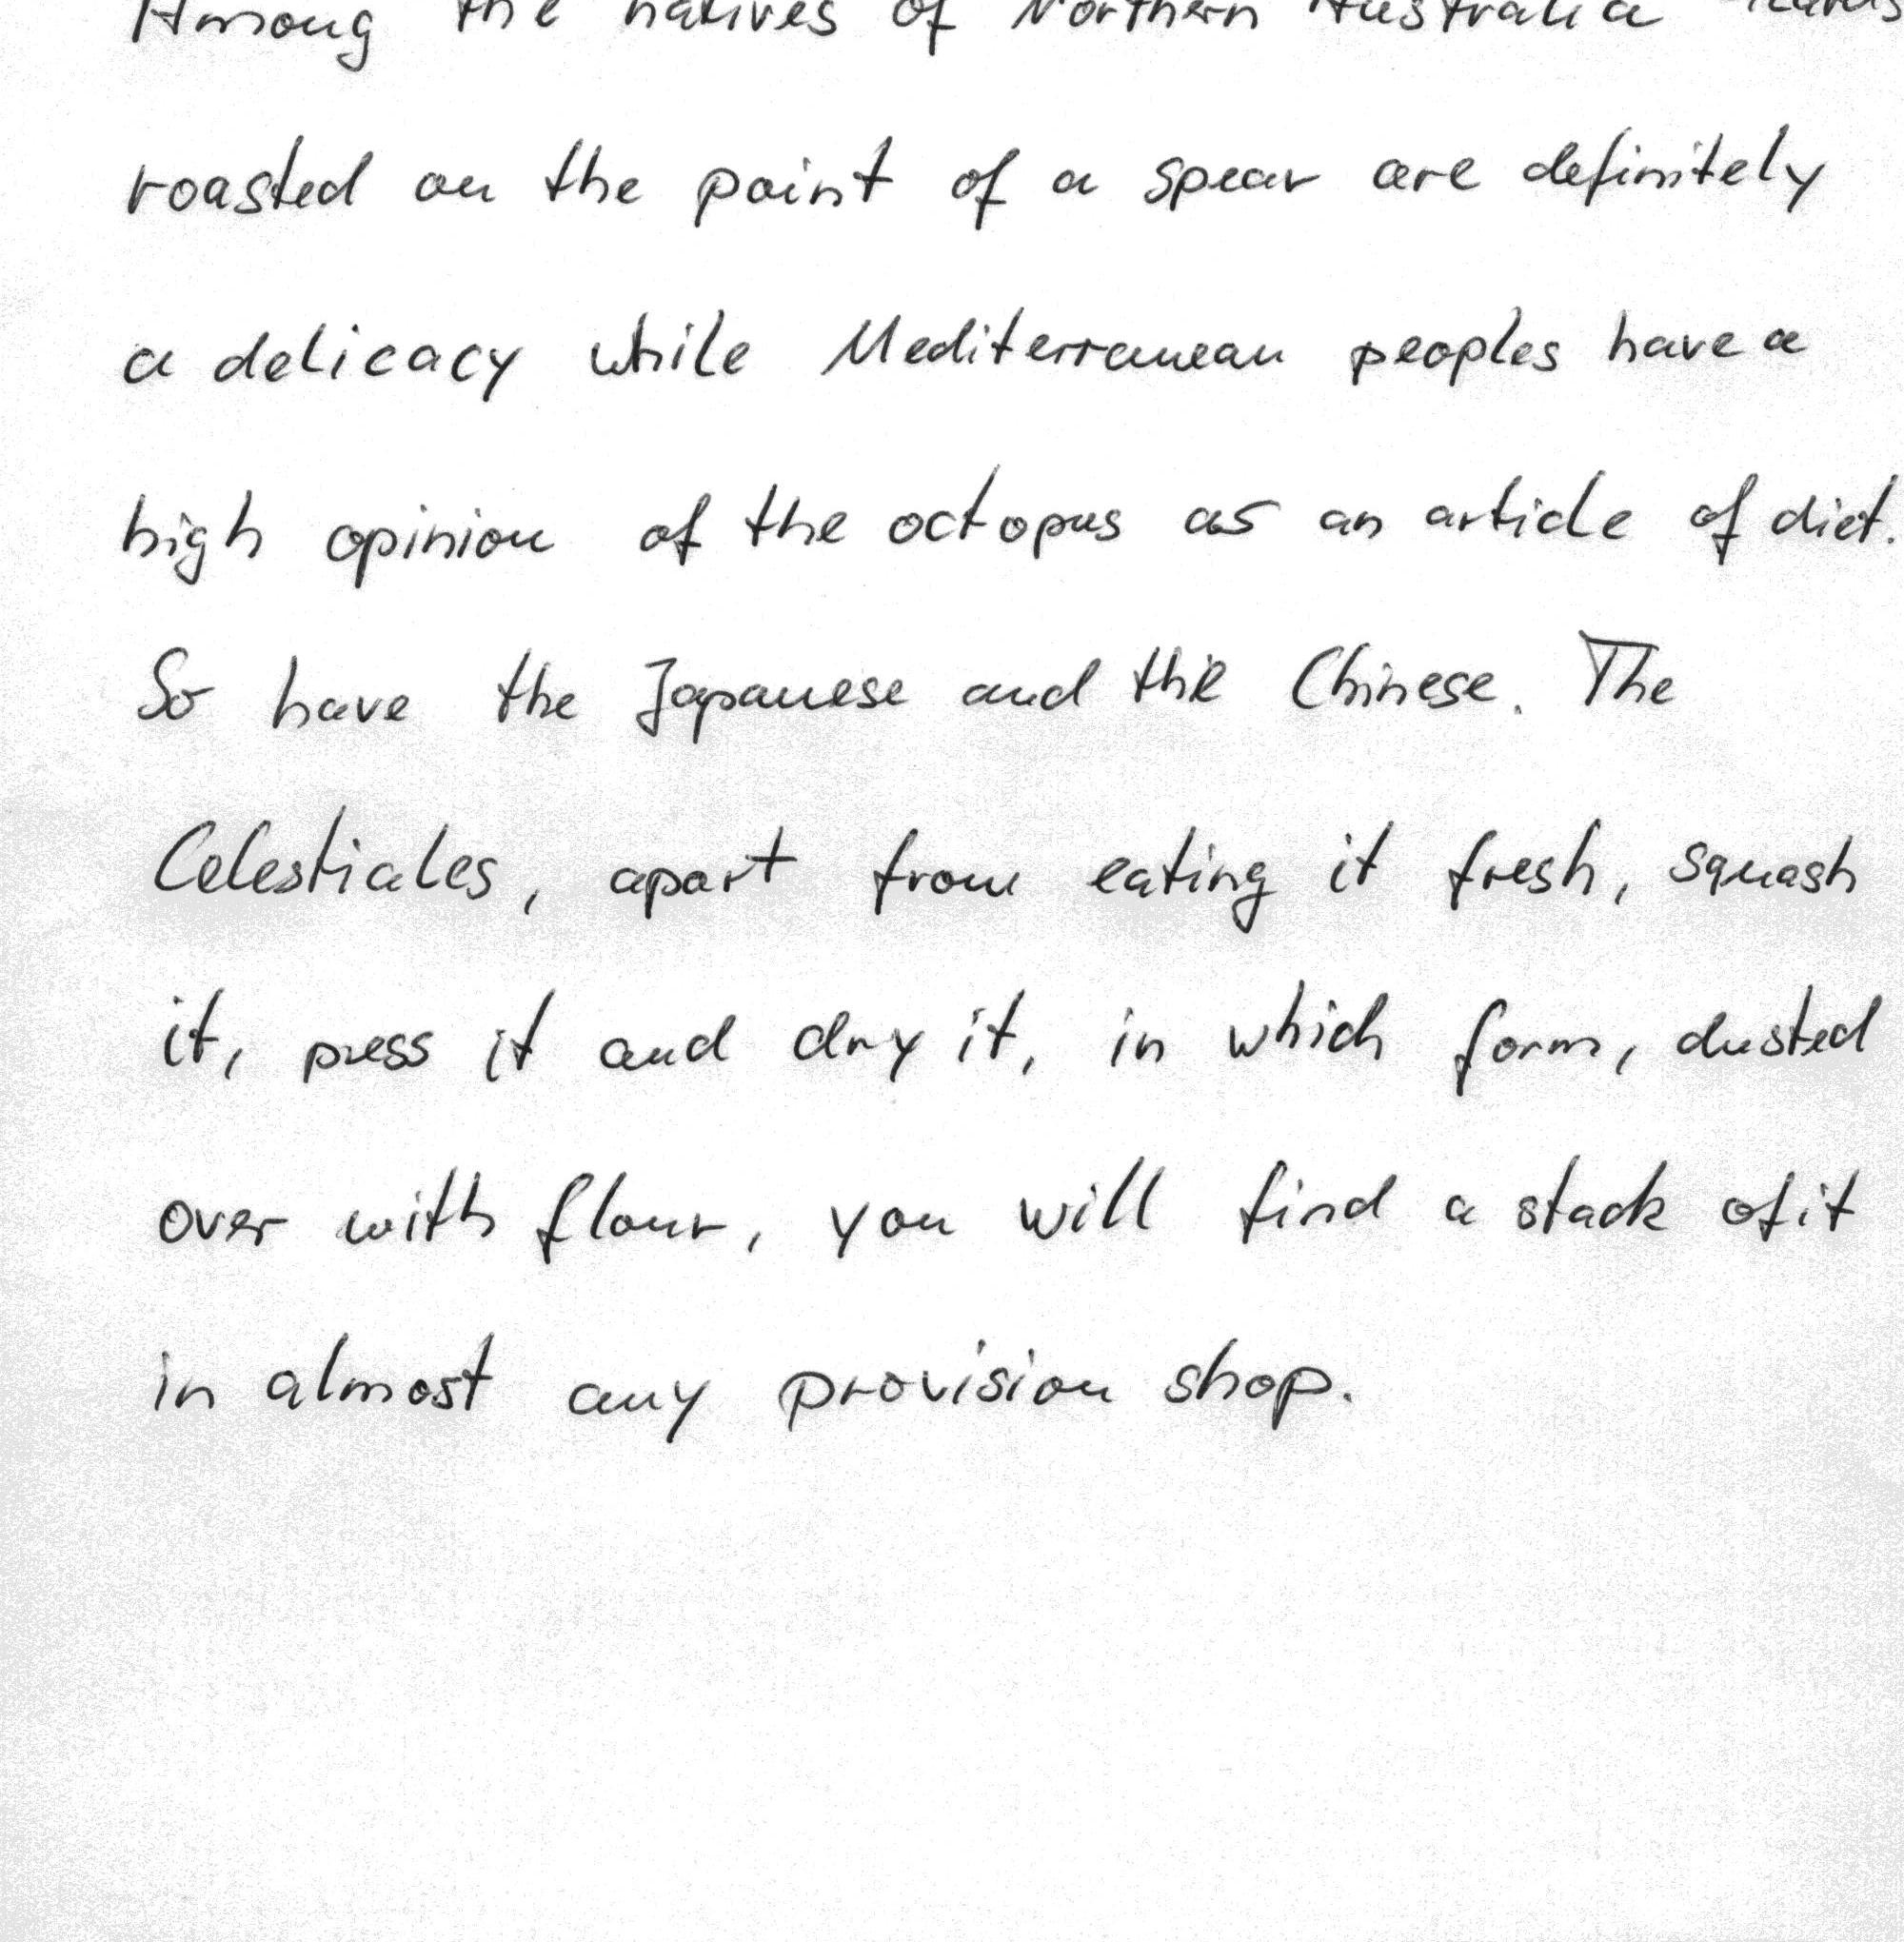 Among the natives of Northern Australia
roasted on the point of a spear are definitely
a delicacy while Mediterranean peoples have a
high opinion of the octopus as an article of diet.
So have the Japanese and the Chinese. The
Celestiales, apart from eating it fresh, squash
it, press it and dry it, in which form, dusted
over with flour, you will find a stack of it
in almost any provision shop.